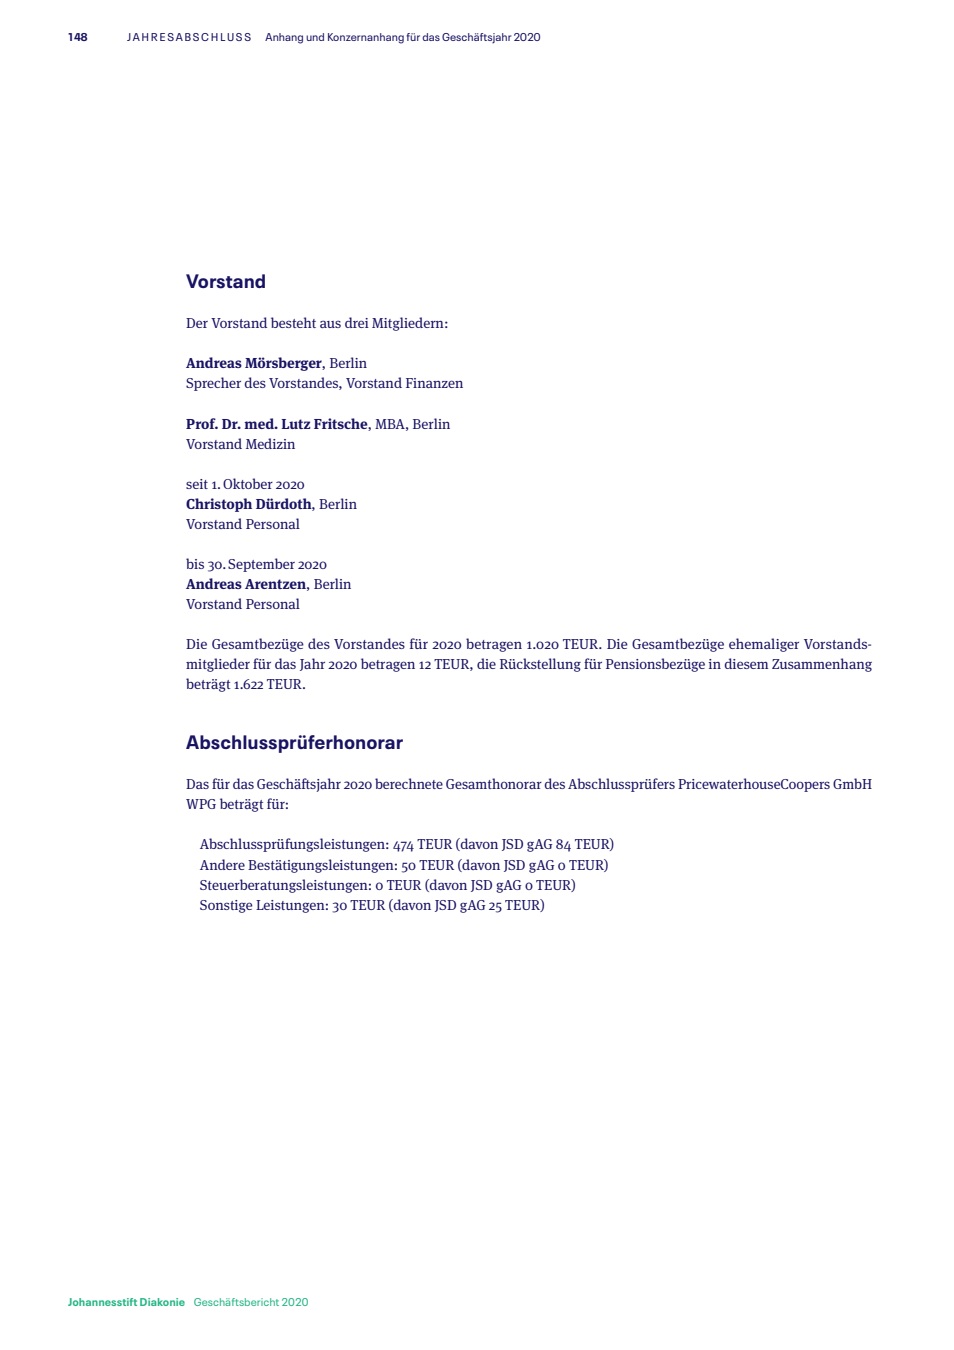 148 JAHRESABSCHLUSS Anhang und Konzernanhang für das Geschäftsjahr 2020
Vorstand
Der Vorstand besteht aus drei Mitgliedern:
Andreas Mörsberger, Berlin
Sprecher des Vorstandes, Vorstand Finanzen
Prof. Dr. med. Lutz Fritsche, MBA, Berlin
Vorstand Medizin
seit 1. Oktober 2020
Christoph Dürdoth, Berlin
Vorstand Personal
bis 30. September 2020
Andreas Arentzen, Berlin
Vorstand Personal
Die Gesamtbezüge des Vorstandes für 2020 betragen 1.020 TEUR. Die Gesamtbezüge ehemaliger Vorstands-
mitglieder für das Jahr 2020 betragen 12 TEUR, die Rückstellung für Pensionsbezüge in diesem Zusammenhang
beträgt 1.622 TEUR.
Abschlussprüferhonorar
Das für das Geschäftsjahr 2020 berechnete Gesamthonorar des Abschlussprüfers PricewaterhouseCoopers GmbH
WPG beträgt für:
Abschlussprüfungsleistungen: 474 TEUR (davon JSD gAG 84 TEUR)
Andere Bestätigungsleistungen: 50 TEUR (davon JSD gAG 0 TEUR)
Steuerberatungsleistungen: 0 TEUR (davon JSD gAG 0 TEUR)
Sonstige Leistungen: 30 TEUR (davon JSD gAG 25 TEUR)
Johannesstift Diakonie Geschäftsbericht 2020